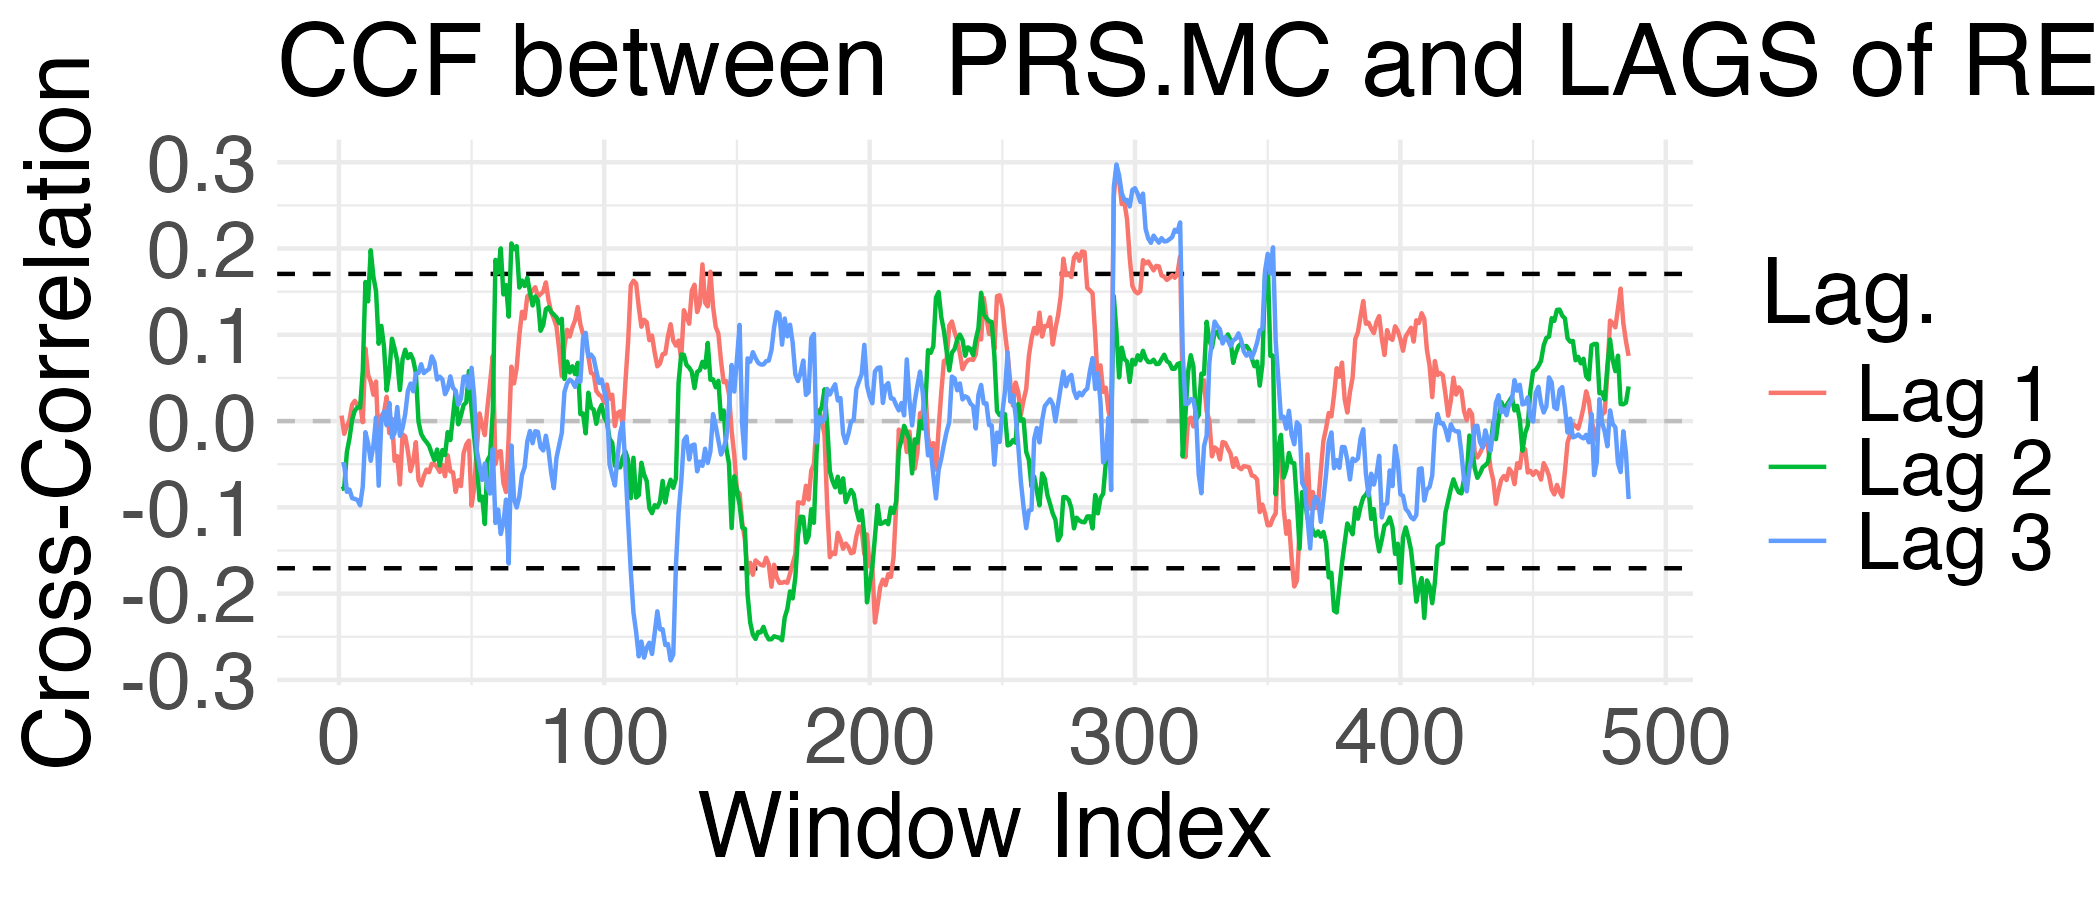 CCF between  PRS.MC and LAGS of RE
Cross-Correlation
0.3
0.2
0.1
0.0
-0.1
-0.2
-0.3
0 100 200 300 400 500
Window Index
Lag.
Lag 1
Lag 2
Lag 3